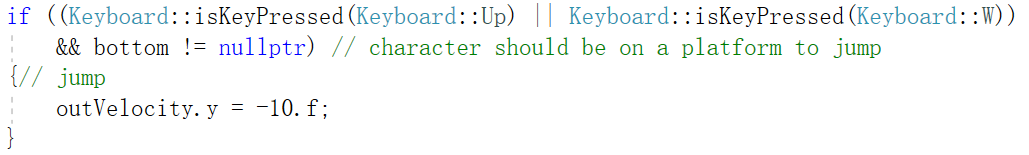 if ((Keyboard::isKeyPressed(Keyboard::Up) || Keyboard::isKeyPressed(Keyboard::W))
    && bottom != nullptr) // character should be on a platform to jump
{// jump
    outVelocity.y = -10.f;
}